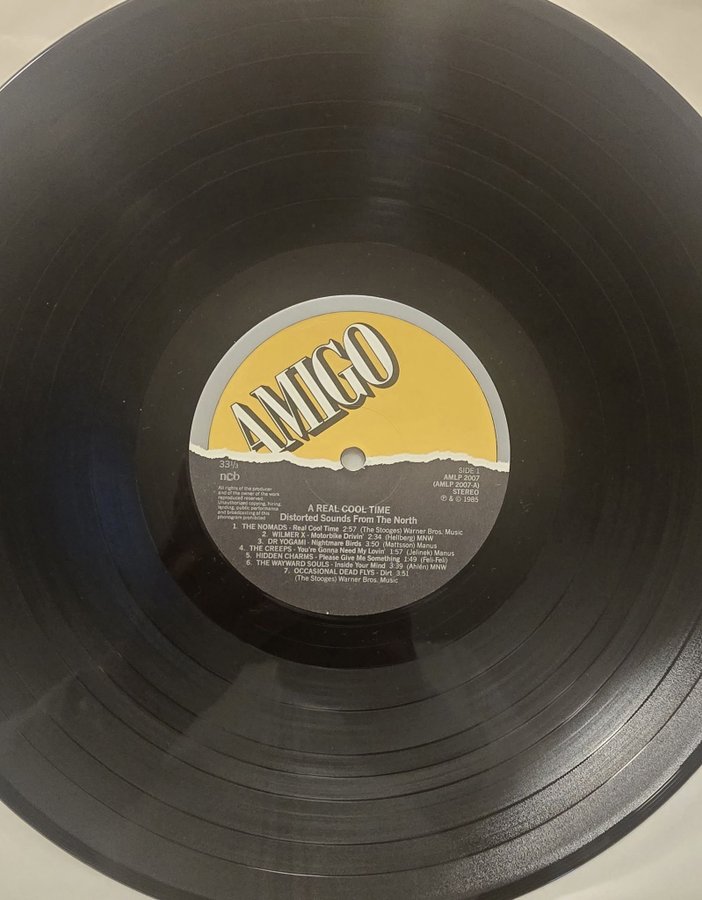 AMIGO
33⅓
ncb
All rights of the producer
and of the owner of the work
reproduced reserved.
Unauthorized copying, hiring,
lending, public performance
and broadcasting of this
phonogram prohibited
SIDE 1
AMLP 2007
(AMLP 2007-A)
STEREO
℗ & © 1985
A REAL COOL TIME
Distorted Sounds From The North
1. THE NOMADS - Real Cool Time 2:57 (The Stooges) Warner Bros. Music
2. WILMER X - Motorbike Drivin' 2:34 (Hellberg) MNW
3. DR YOGAMI - Nightmare Birds 3:50 (Mattsson) Manus
4. THE CREEPS - You're Gonna Need My Lovin' 1:57 (Jelinek) Manus
5. HIDDEN CHARMS - Please Give Me Something 1:49 (Feli-Feli)
6. THE WAYWARD SOULS - Inside Your Mind 3:39 (Ahlén) MNW
7. OCCASIONAL DEAD FLYS - Dirt 3:51
(The Stooges) Warner Bros. Music